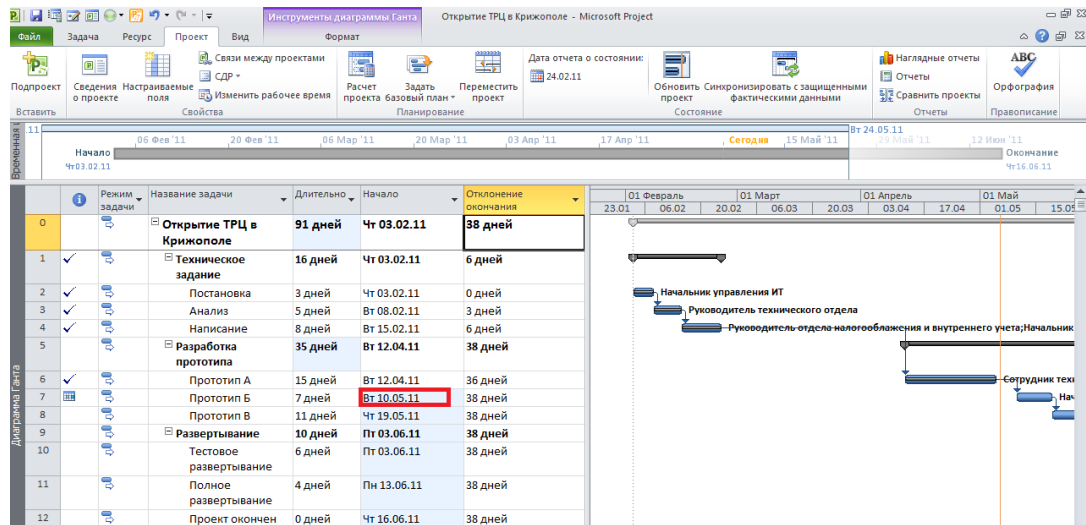 Инструменты диаграммы Ганта
Открытие ТРЦ в Крижополе - Microsoft Project
Файл Задача Ресурс Проект Вид Формат
Подпроект
Сведения о проекте
Настраиваемые поля
Связи между проектами
СДР
Изменить рабочее время
Расчет проекта
Задать базовый план
Переместить проект
Дата отчета о состоянии:
24.02.11
Обновить проект
Синхронизировать с защищенными фактическими данными
Наглядные отчеты
Отчеты
Сравнить проекты
ABC
Орфография
Вставить Свойства Планирование Состояние Отчеты Правописание
Временная
.11
Вт 24.05.11
06 Фев '11 20 Фев '11 06 Мар '11 20 Мар '11 03 Апр '11 17 Апр '11 Сегодня 15 Май '11 29 Май '11 12 Июн '11
Начало
Чт 03.02.11
Окончание
Чт 16.06.11
Режим задачи Название задачи Длительно Начало Отклонение окончания
01 Февраль 01 Март 01 Апрель 01 Май
23.01 06.02 20.02 06.03 20.03 03.04 17.04 01.05 15.05
0 Открытие ТРЦ в Крижополе 91 дней Чт 03.02.11 38 дней
1 Техническое задание 16 дней Чт 03.02.11 6 дней
2 Постановка 3 дней Чт 03.02.11 0 дней
Начальник управления ИТ
3 Анализ 5 дней Вт 08.02.11 3 дней
Руководитель технического отдела
4 Написание 8 дней Вт 15.02.11 6 дней
Руководитель отдела налогообложения и внутреннего учета;Начальник
5 Разработка прототипа 35 дней Вт 12.04.11 38 дней
6 Прототип А 15 дней Вт 12.04.11 36 дней
Сотрудник техн
7 Прототип Б 7 дней Вт 10.05.11 38 дней
Нач
8 Прототип В 11 дней Чт 19.05.11 38 дней
9 Развертывание 10 дней Пт 03.06.11 38 дней
10 Тестовое развертывание 6 дней Пт 03.06.11 38 дней
11 Полное развертывание 4 дней Пн 13.06.11 38 дней
12 Проект окончен 0 дней Чт 16.06.11 38 дней
Диаграмма Ганта